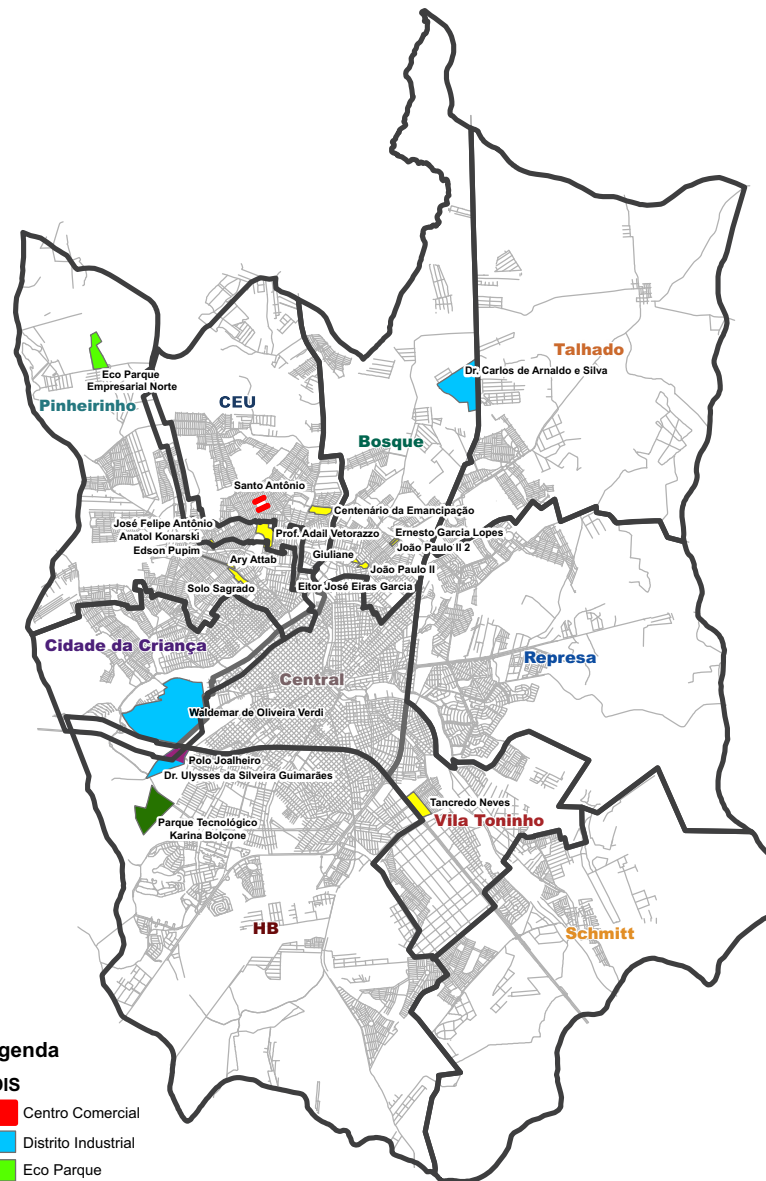 Talhado
Dr. Carlos de Arnaldo e Silva
Eco Parque
Empresarial Norte
Pinheirinho
CEU
Bosque
Santo Antônio
Centenário da Emancipação
José Felipe Antônio
Anatol Konarski
Edson Pupim
Prof. Adail Vetorazzo
Ernesto García Lopes
João Paulo II 2
Ary Attab
Giuliane
João Paulo II
Solo Sagrado
Eitor José Eiras Garcia
Cidade da Criança
Represa
Central
Waldemar de Oliveira Verdi
Polo Joalheiro
Dr. Ulysses da Silveira Guimarães
Tancredo Neves
Vila Toninho
Parque Tecnológico
Karina Bolçone
HB
Schmitt
genda
DIS
Centro Comercial
Distrito Industrial
Eco Parque